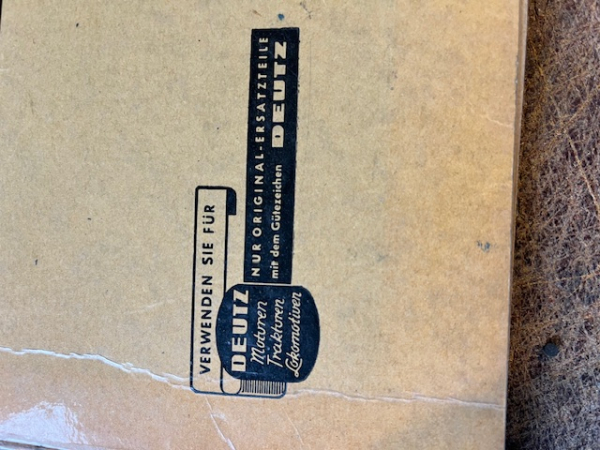 VERWENDEN SIE FÜR
DEUTZ
Motoren
Traktoren
Lokomotiven
NUR ORIGINAL-ERSATZTEILE
mit dem Gütezeichen DEUTZ